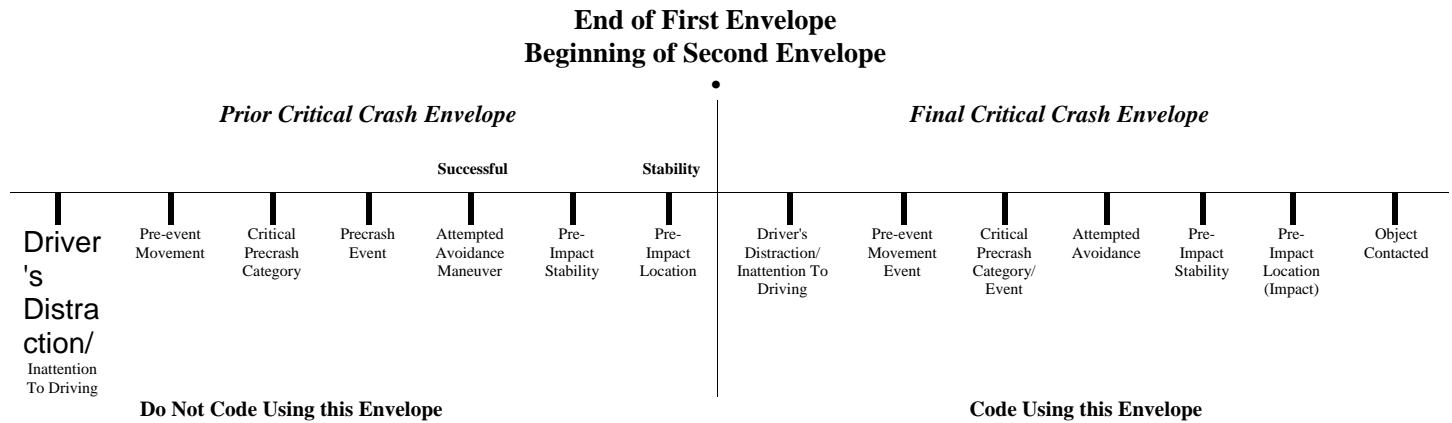 End of First Envelope
Beginning of Second Envelope
•
Prior Critical Crash Envelope
Final Critical Crash Envelope
Successful
Stability
Driver
's
Distra
ction/
Inattention
To Driving
Pre-event
Movement
Critical
Precrash
Category
Precrash
Event
Attempted
Avoidance
Maneuver
Pre-
Impact
Stability
Pre-
Impact
Location
Driver's
Distraction/
Inattention To
Driving
Pre-event
Movement
Event
Critical
Precrash
Category/
Event
Attempted
Avoidance
Pre-
Impact
Stability
Pre-
Impact
Location
(Impact)
Object
Contacted
Do Not Code Using this Envelope
Code Using this Envelope